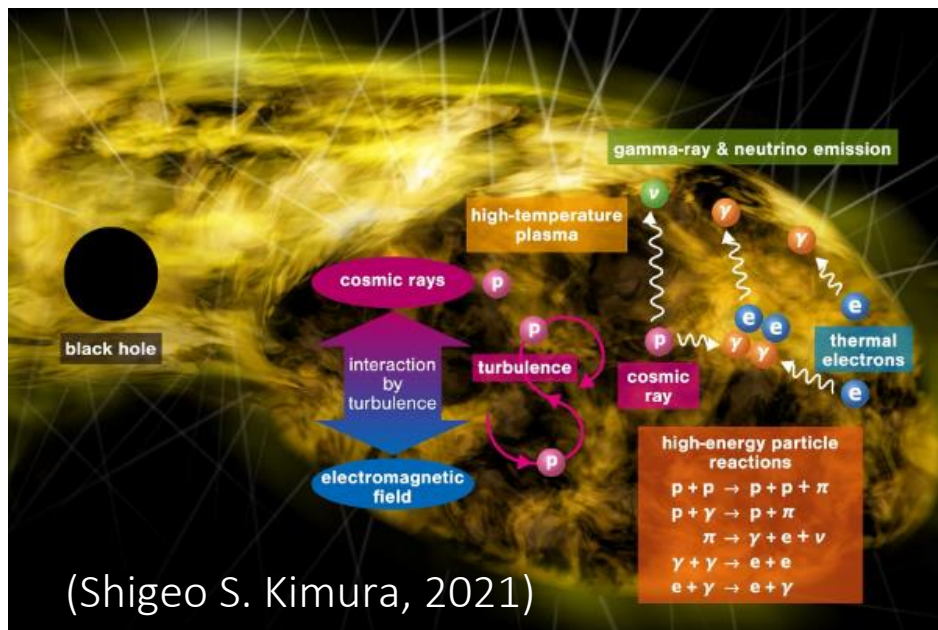 gamma-ray & neutrino emission
ν
γ
γ
high-temperature
plasma
cosmic rays
p
black hole
interaction
by
turbulence
p
turbulence
p
electromagnetic
field
p
cosmic
ray
e
e
γ
γ
e
thermal
electrons
e
high-energy particle
reactions
p + p → p + p + π
p + γ → p + π
π → γ + e + ν
γ + γ → e + e
e + γ → e + γ
(Shigeo S. Kimura, 2021)